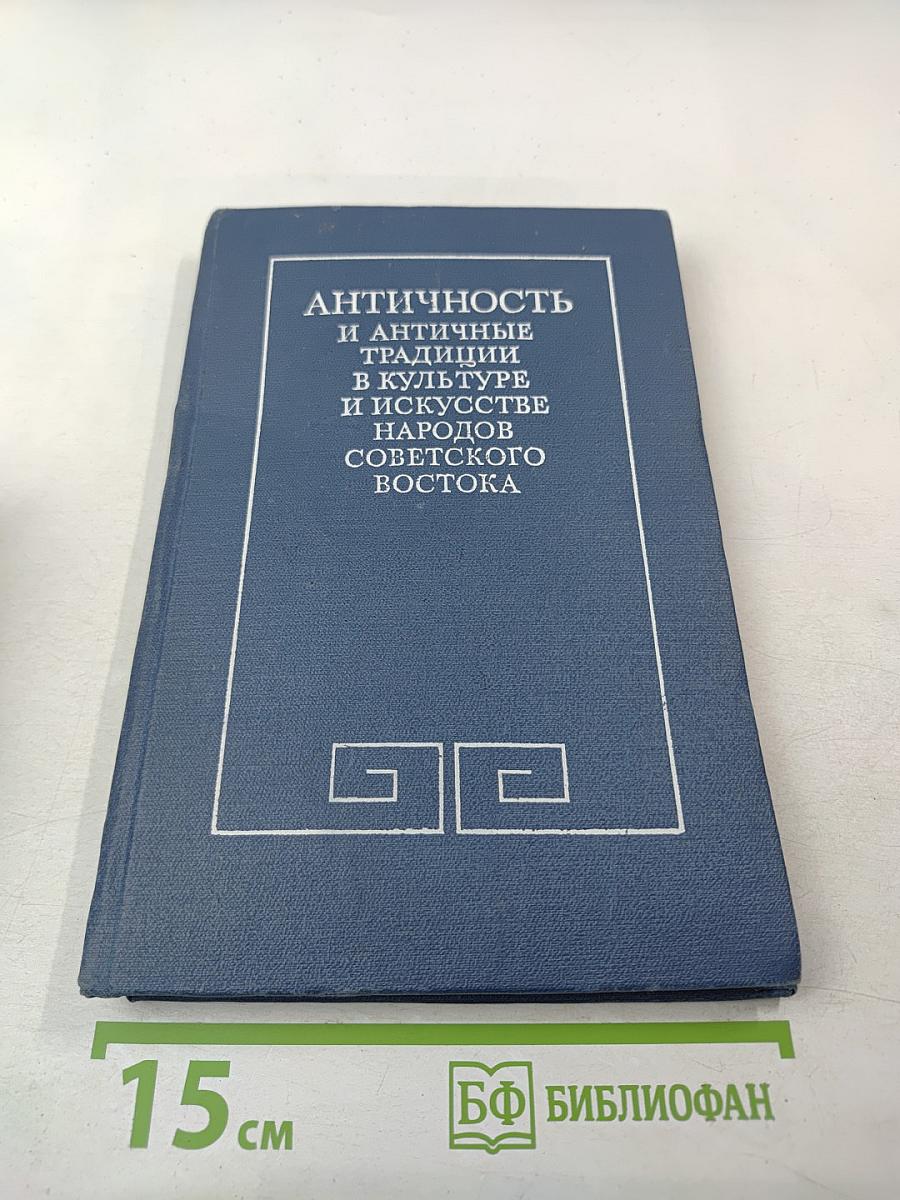 АНТИЧНОСТЬ
И АНТИЧНЫЕ
ТРАДИЦИИ
В КУЛЬТУРЕ
И ИСКУССТВЕ
НАРОДОВ
СОВЕТСКОГО
ВОСТОКА
15 см
БФ БИБЛИОФАН